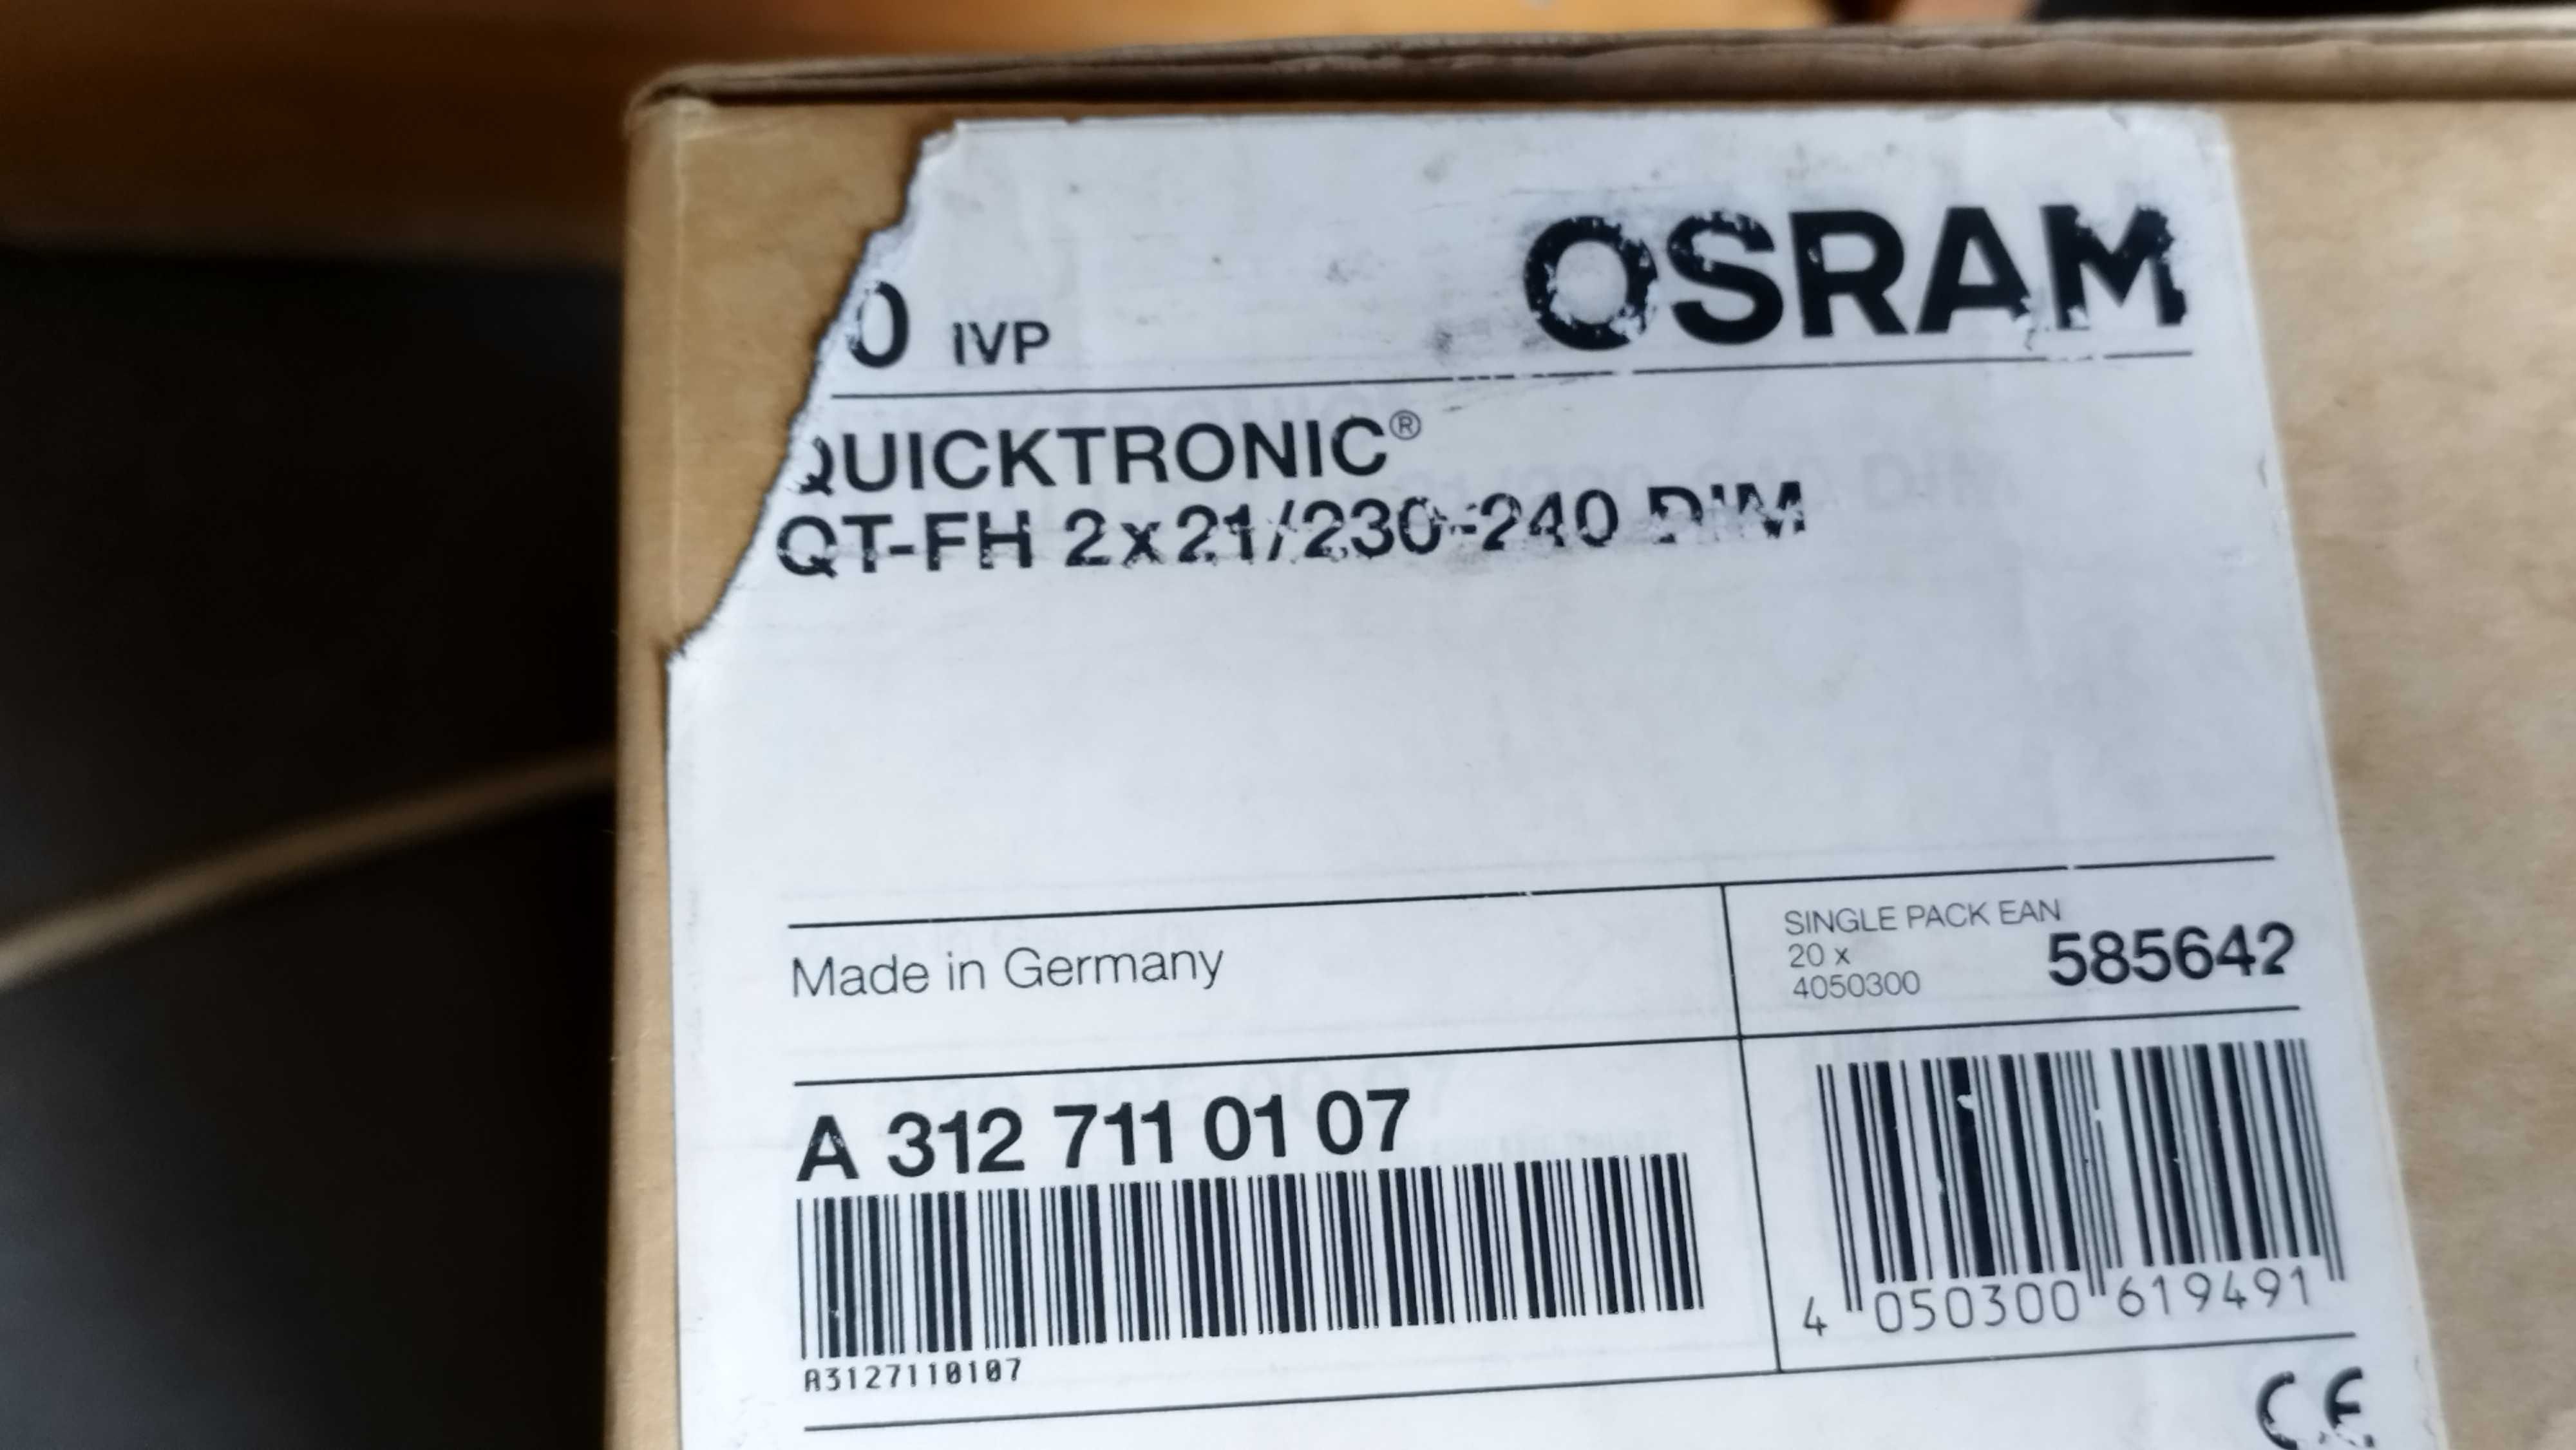 0 IVP OSRAM
QUICKTRONIC®
QT-FH 2x21/230-240 DIM
Made in Germany
SINGLE PACK EAN
20 x
4050300 585642
A 312 711 01 07
A3127110107
4 050300 619491
CE